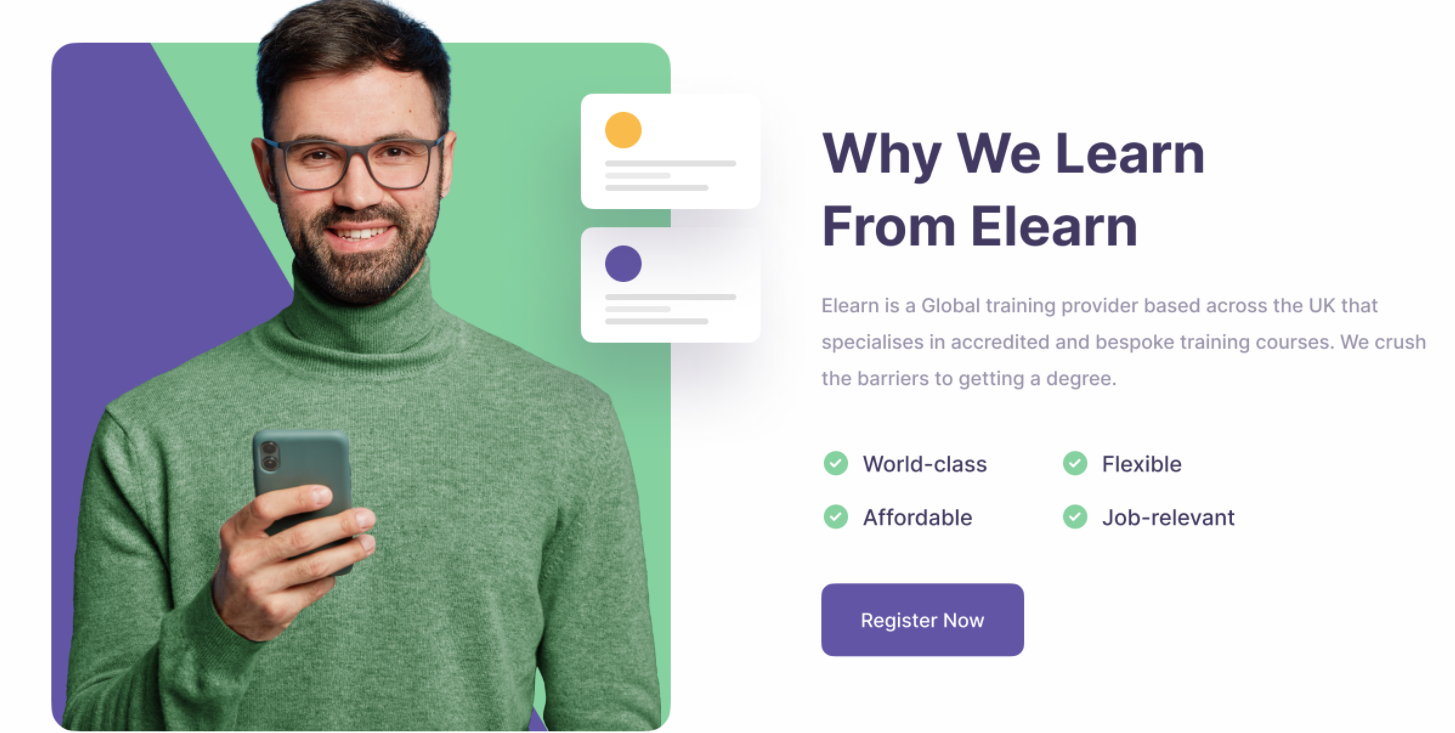 Why We Learn
From Elearn
Elearn is a Global training provider based across the UK that
specialises in accredited and bespoke training courses. We crush
the barriers to getting a degree.
World-class
Flexible
Affordable
Job-relevant
Register Now